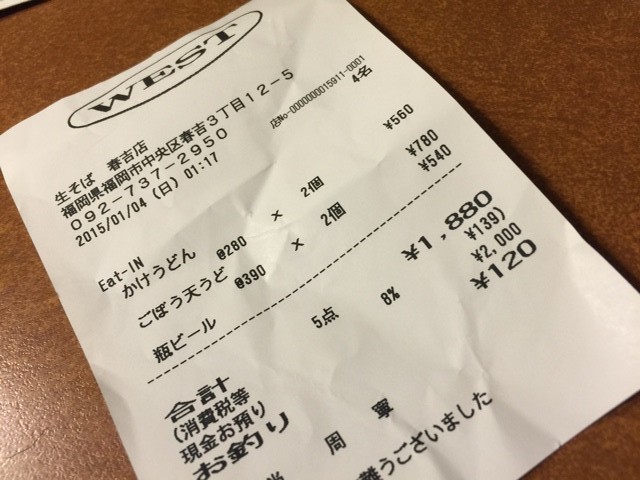 WEST
生そば 春吉店
福岡県福岡市中央区春吉3丁目12-5
092-737-2950
2015/01/04 (日) 01:17
店No-0000000015911-0001
4名
Eat-IN
かけうどん @280 × 2個 ¥560
ごぼう天うど @390 × 2個 ¥780
瓶ビール ¥540
合計 5点 ¥1,880
(消費税等 8% ¥139)
現金お預り ¥2,000
お釣り ¥120
周 寧
難うございました